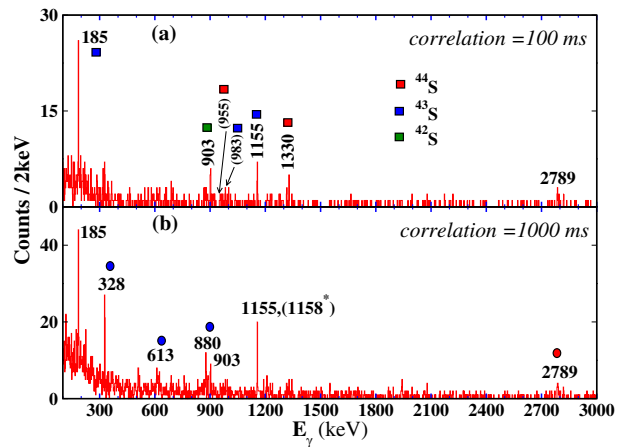 185
(a)
correlation =100 ms
30
15
0
903
(955)
(983)
1155
1330
2789
44S
43S
42S
Counts / 2keV
(b)
correlation =1000 ms
185
328
613
880
903
1155,(1158*)
2789
40
20
0
300 600 900 1200 1500 1800 2100 2400 2700 3000
Eγ (keV)